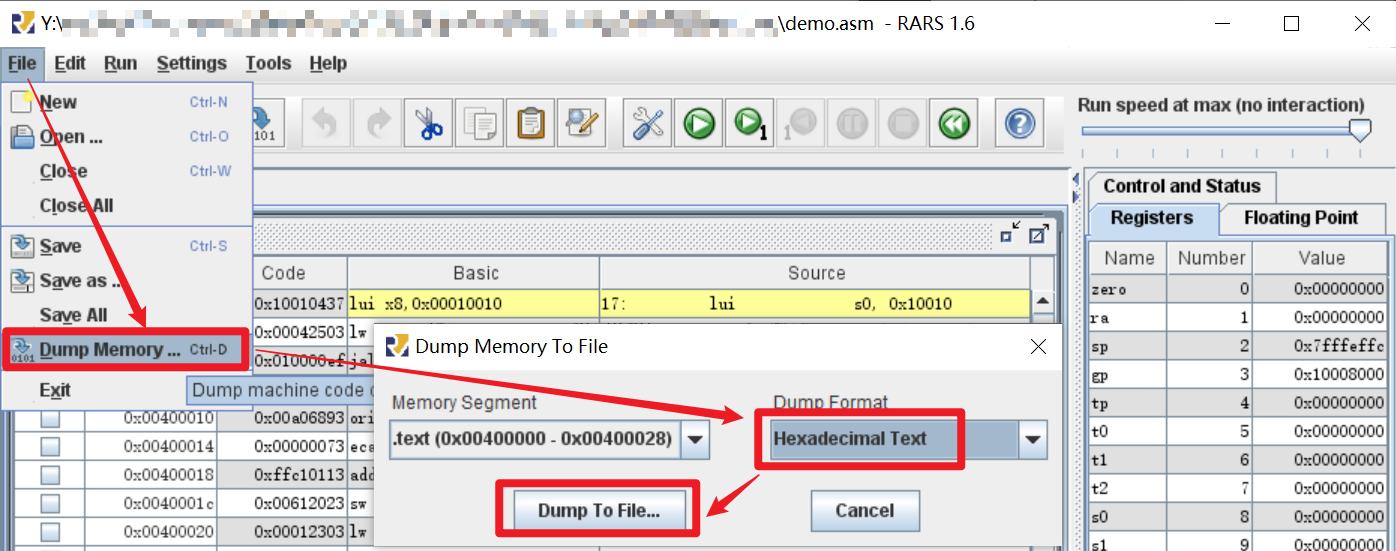 Y:\ \demo.asm - RARS 1.6
File Edit Run Settings Tools Help
New Ctrl-N
Open ... Ctrl-O
Close Ctrl-W
Close All
Save Ctrl-S
Save as ..
Save All
Dump Memory ... Ctrl-D
0101
Exit
Dump machine code
101
1
1
Run speed at max (no interaction)
Control and Status
Registers Floating Point
Name Number Value
zero 0 0x00000000
ra 1 0x00000000
sp 2 0x7fffeffc
gp 3 0x10008000
tp 4 0x00000000
t0 5 0x00000000
t1 6 0x00000000
t2 7 0x00000000
s0 8 0x00000000
s1 9 0x00000000
Code Basic Source
0x10010437 lui x8,0x00010010 17: lui s0, 0x10010
0x00042503 lw
0x010000ef jal
0x00400010 0x00a06893 ori
0x00400014 0x00000073 eca
0x00400018 0xffc10113 add
0x0040001c 0x00612023 sw
0x00400020 0x00012303 lw
Dump Memory To File
Memory Segment Dump Format
.text (0x00400000 - 0x00400028) Hexadecimal Text
Dump To File... Cancel